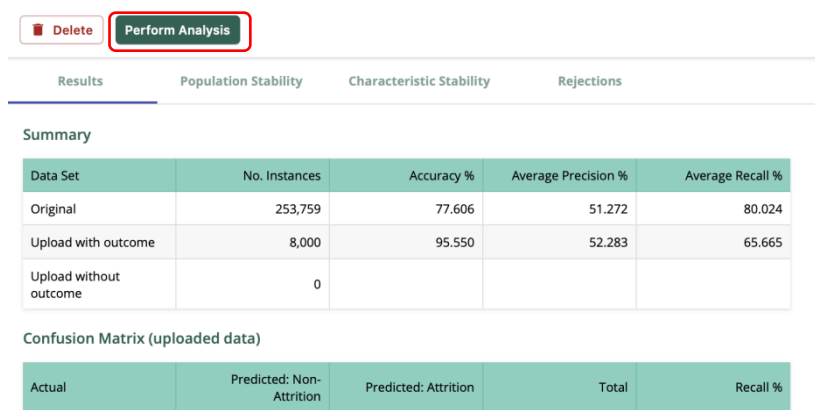 Delete
Perform Analysis
Results
Population Stability
Characteristic Stability
Rejections
Summary
Data Set
No. Instances
Accuracy %
Average Precision %
Average Recall %
Original
253,759
77.606
51.272
80.024
Upload with outcome
8,000
95.550
52.283
65.665
Upload without
outcome
0
Confusion Matrix (uploaded data)
Actual
Predicted: Non-
Attrition
Predicted: Attrition
Total
Recall %